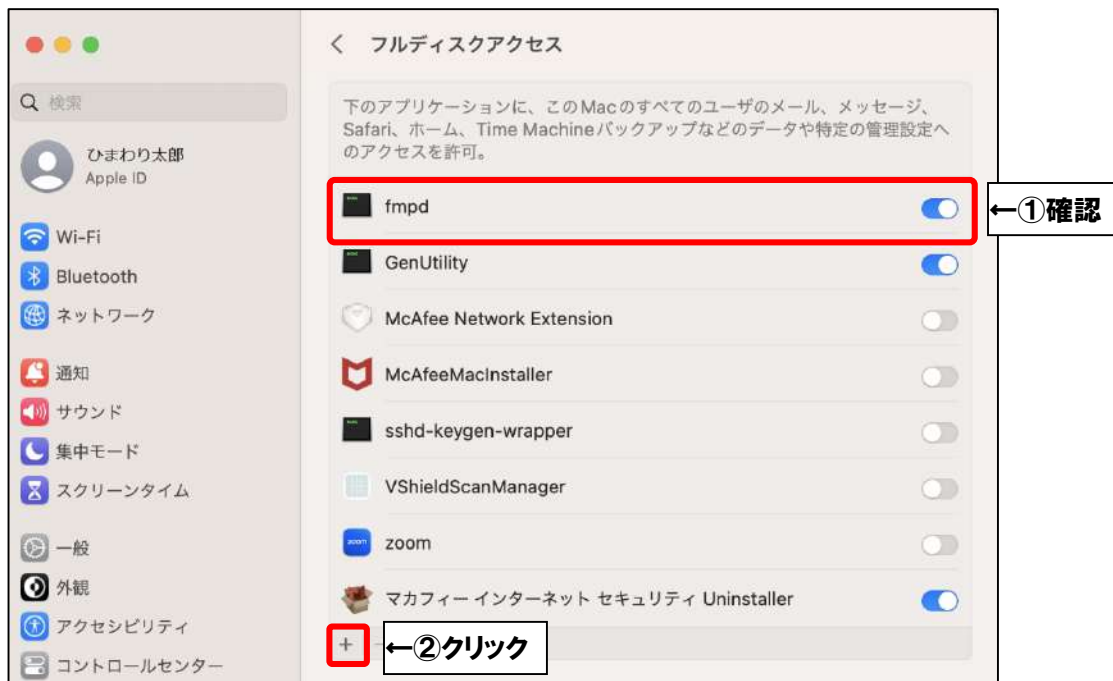 フルディスクアクセス
検索
ひまわり太郎
Apple ID
Wi-Fi
Bluetooth
ネットワーク
通知
サウンド
集中モード
スクリーンタイム
一般
外観
アクセシビリティ
コントロールセンター
下のアプリケーションに、このMacのすべてのユーザのメール、メッセージ、
Safari、ホーム、Time Machineバックアップなどのデータや特定の管理設定へ
のアクセスを許可。
fmpd
←①確認
GenUtility
McAfee Network Extension
McAfeeMacInstaller
sshd-keygen-wrapper
VShieldScanManager
zoom
マカフィー インターネット セキュリティ Uninstaller
+
←②クリック